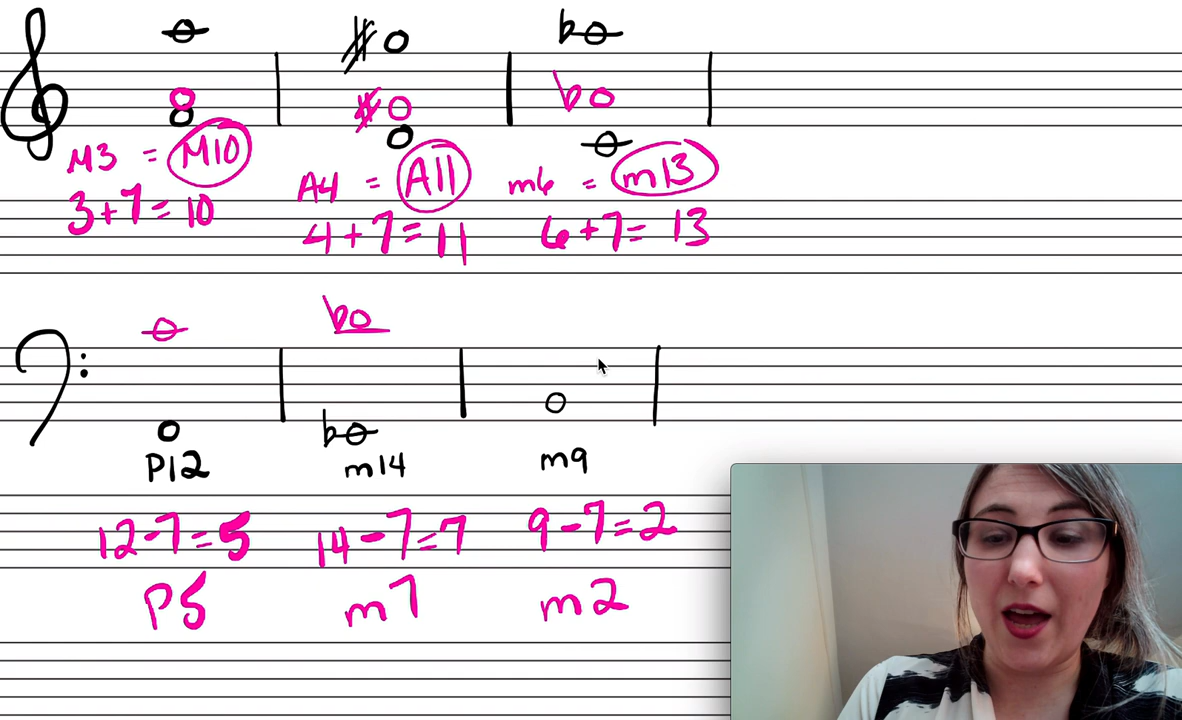 M3 = M10
3+7=10
A4 = A11
4+7=11
m6 = m13
6+7=13
P12
m14
m9
12-7=5
14-7=7
9-7=2
P5
m7
m2